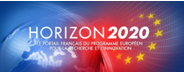 HORIZON 2020
LE PORTAIL FRANÇAIS DU PROGRAMME EUROPÉEN
POUR LA RECHERCHE ET L'INNOVATION